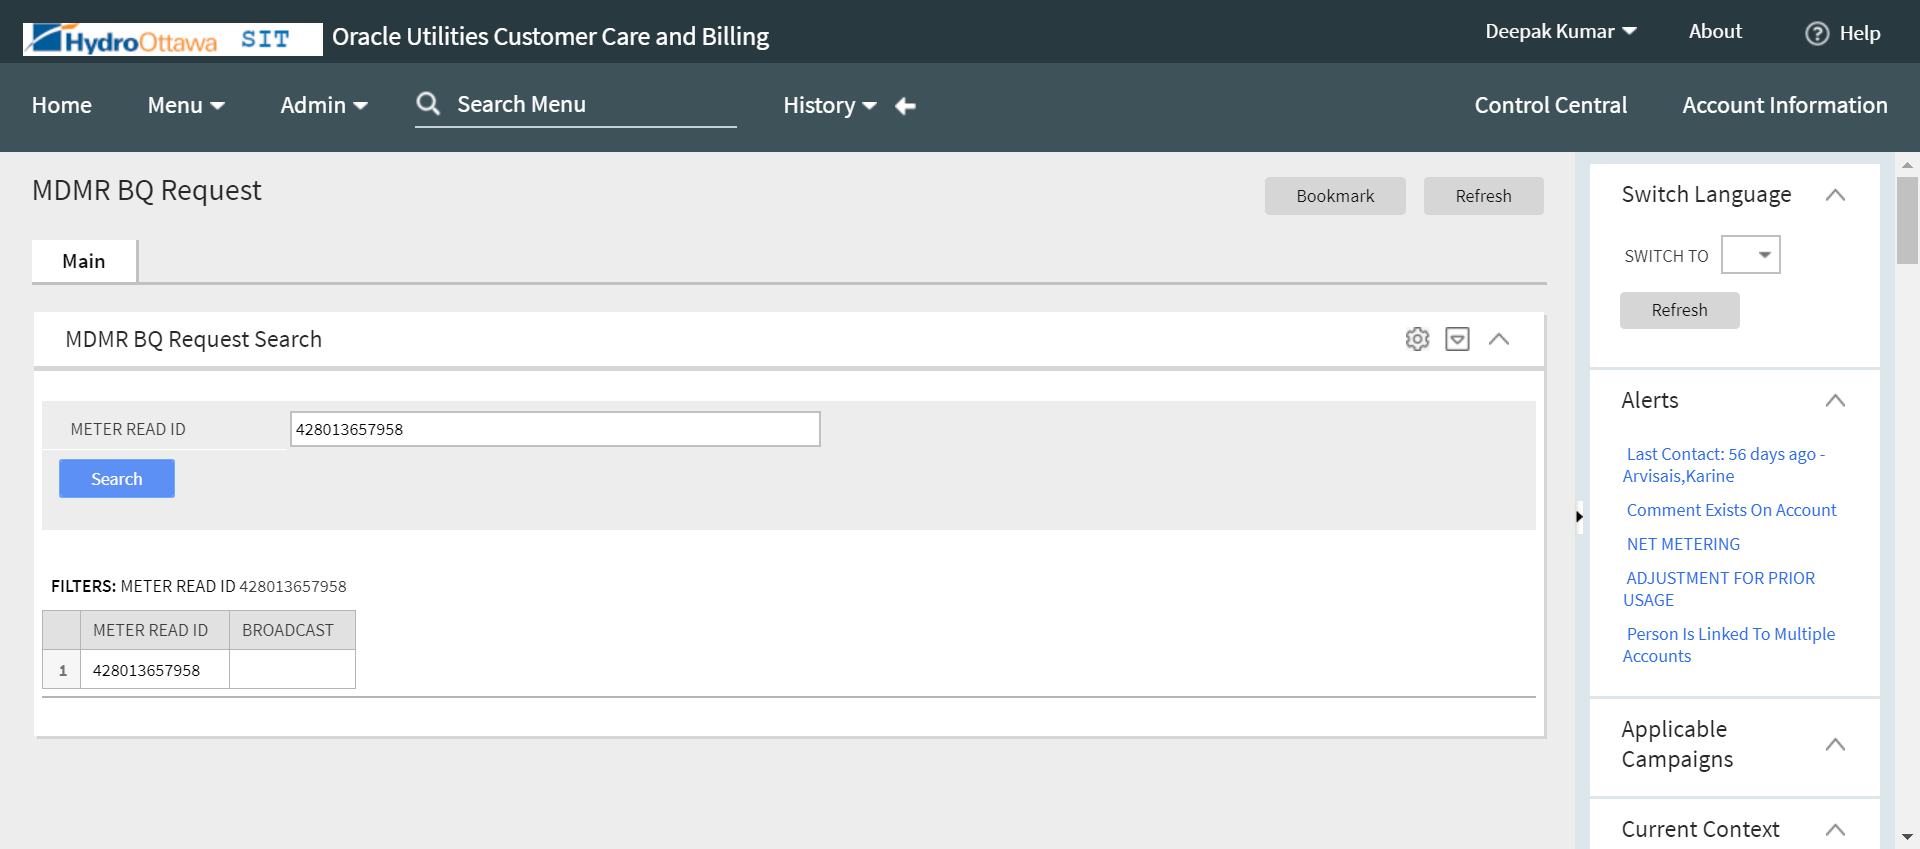 HydroOttawa SIT Oracle Utilities Customer Care and Billing
Deepak Kumar About ? Help
Home Menu Admin Search Menu History Control Central Account Information
MDMR BQ Request
Bookmark Refresh
Main
MDMR BQ Request Search
METER READ ID 428013657958
Search
FILTERS: METER READ ID 428013657958
METER READ ID BROADCAST
1 428013657958
Switch Language
SWITCH TO
Refresh
Alerts
Last Contact: 56 days ago -
Arvisais,Karine
Comment Exists On Account
NET METERING
ADJUSTMENT FOR PRIOR
USAGE
Person Is Linked To Multiple
Accounts
Applicable
Campaigns
Current Context